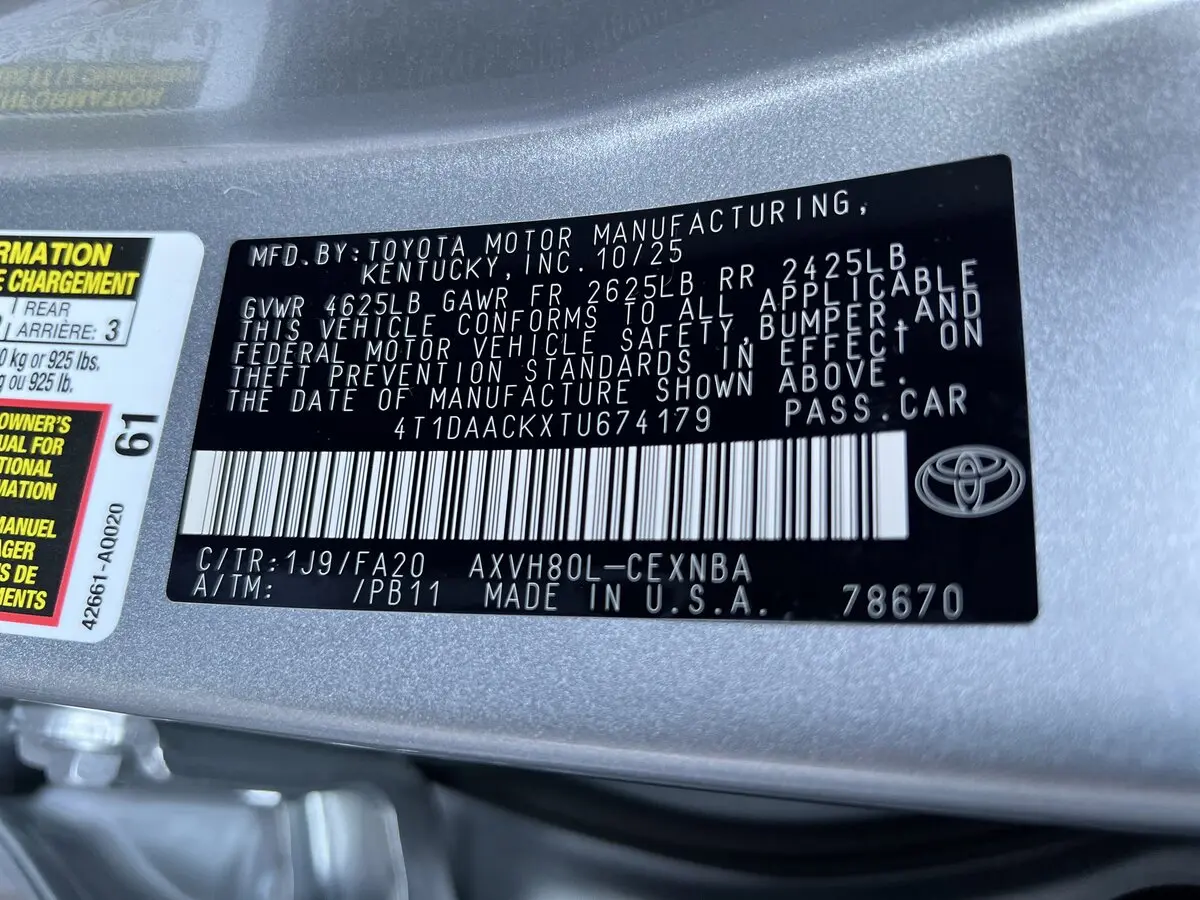 RMATION
E CHARGEMENT
REAR
ARRIÈRE: 3
0 kg or 925 lbs.
g ou 925 lb.
OWNER'S
UAL FOR
TIONAL
MATION
MANUEL
AGER
S DE
MENTS
61
42661-A0020
MFD.BY:TOYOTA MOTOR MANUFACTURING,
KENTUCKY,INC. 10/25
GVWR 4625LB GAWR FR 2625LB RR 2425LB
THIS VEHICLE CONFORMS TO ALL APPLICABLE
FEDERAL MOTOR VEHICLE SAFETY,BUMPER,AND
THEFT PREVENTION STANDARDS IN EFFECT ON
THE DATE OF MANUFACTURE SHOWN ABOVE.
4T1DAACKXTU674179 PASS.CAR
C/TR:1J9/FA20 AXVH80L-CEXNBA
A/TM: /PB11 MADE IN U.S.A. 78670